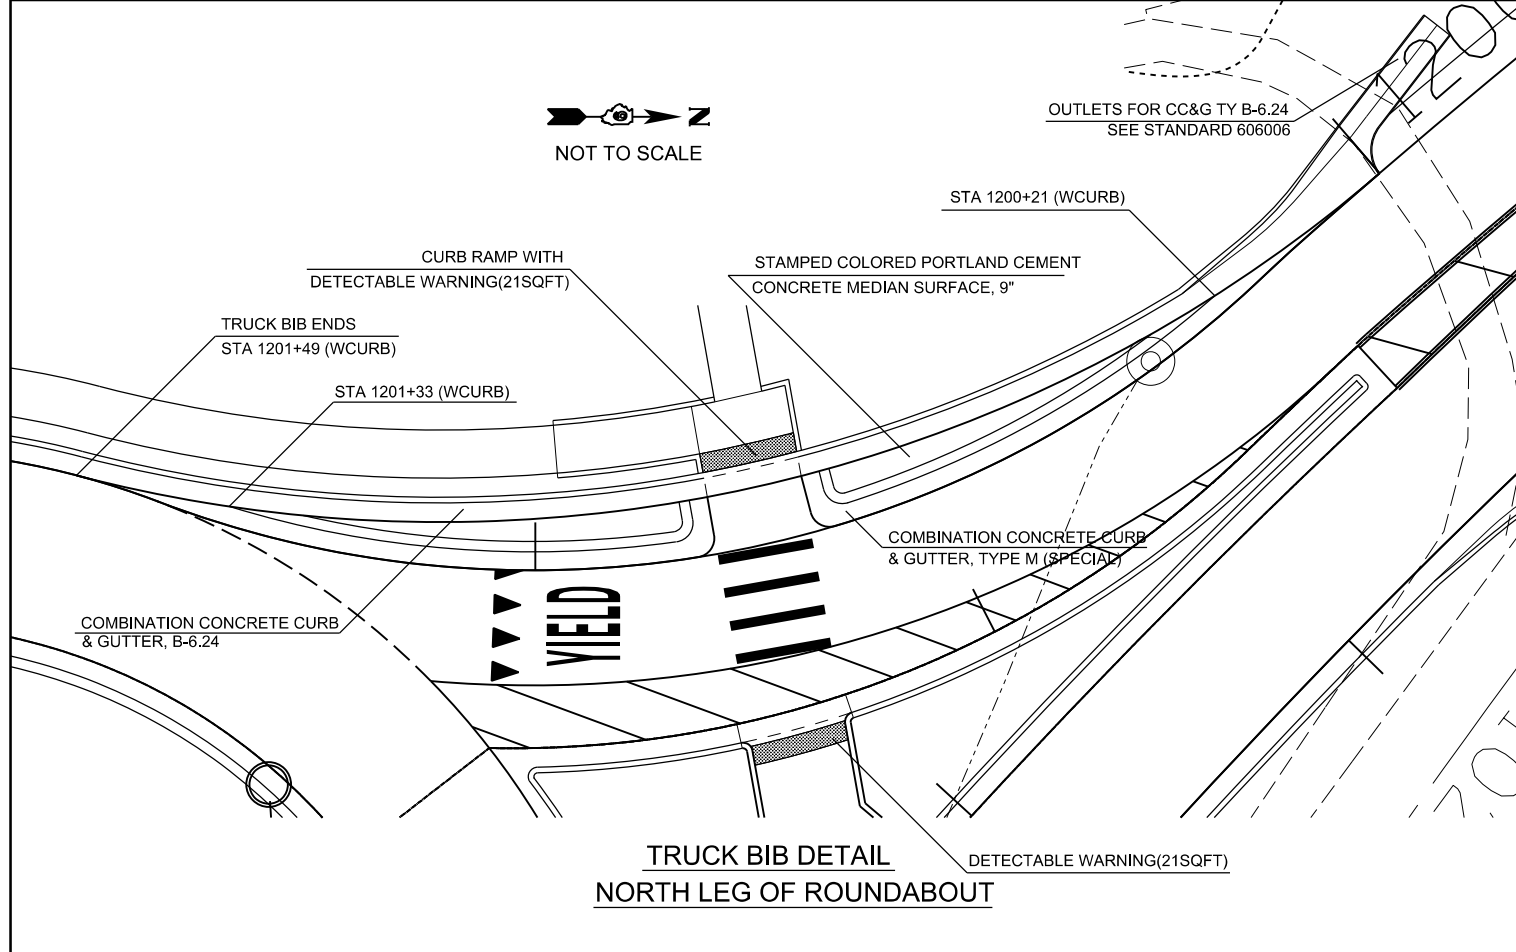 N
NOT TO SCALE
OUTLETS FOR CC&G TY B-6.24
SEE STANDARD 606006
STA 1200+21 (WCURB)
CURB RAMP WITH
DETECTABLE WARNING(21SQFT)
STAMPED COLORED PORTLAND CEMENT
CONCRETE MEDIAN SURFACE, 9"
TRUCK BIB ENDS
STA 1201+49 (WCURB)
STA 1201+33 (WCURB)
COMBINATION CONCRETE CURB
& GUTTER, TYPE M (SPECIAL)
YIELD
COMBINATION CONCRETE CURB
& GUTTER, B-6.24
DETECTABLE WARNING(21SQFT)
TRUCK BIB DETAIL
NORTH LEG OF ROUNDABOUT